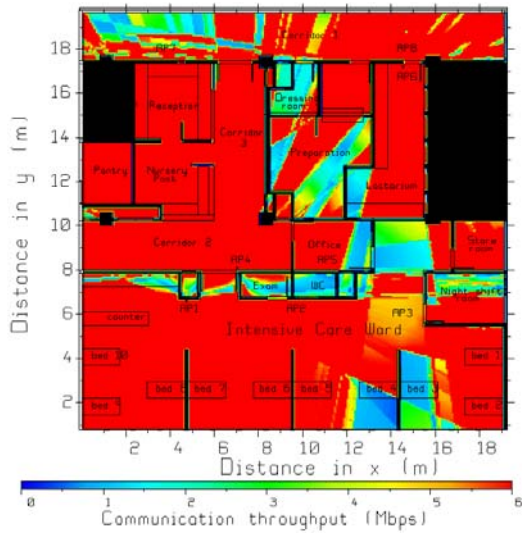 Corridor 1
AP7
AP8
AP6
Dressing room
Reception
Corridor 3
Preparation
Pantry
Nursery Pool
Lactarium
Corridor 2
Office
Store room
AP4
AP5
Exam
WC
Night-shift room
AP1
AP2
AP3
counter
Intensive Care Ward
bed 10
bed 8
bed 7
bed 6
bed 5
bed 4
bed 3
bed 1
bed 9
bed 2
18
16
14
12
10
8
6
4
2
Distance in y (m)
2 4 6 8 10 12 14 16 18
Distance in x (m)
0 1 2 3 4 5 6
Communication throughput (Mbps)